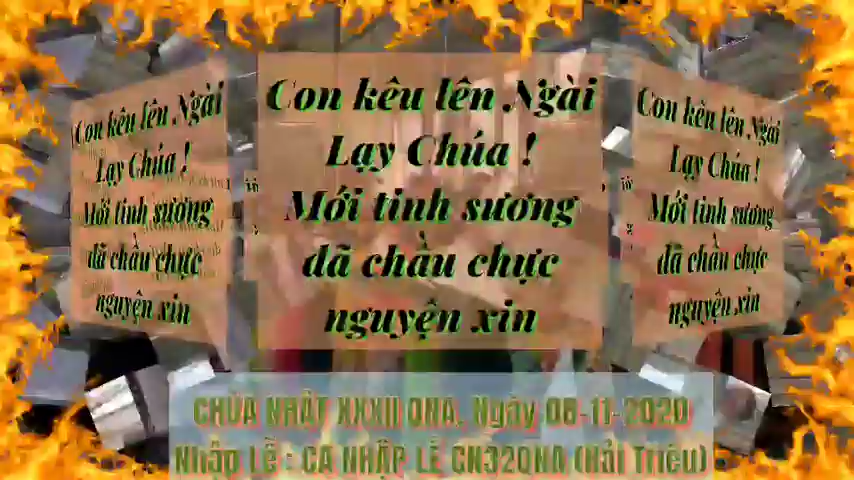 Con kêu lên Ngài
Lạy Chúa !
Mới tinh sương
đã chầu chực
nguyện xin
Con kêu lên Ngài
Lạy Chúa !
Mới tinh sương
đã chầu chực
nguyện xin
Con kêu lên Ngài
Lạy Chúa !
Mới tinh sương
đã chầu chực
nguyện xin
CHÚA NHẬT XXXII QNA, Ngày 08-11-2020
Nhập Lễ : CA NHẬP LỄ CN32QNA (Hải Triều)